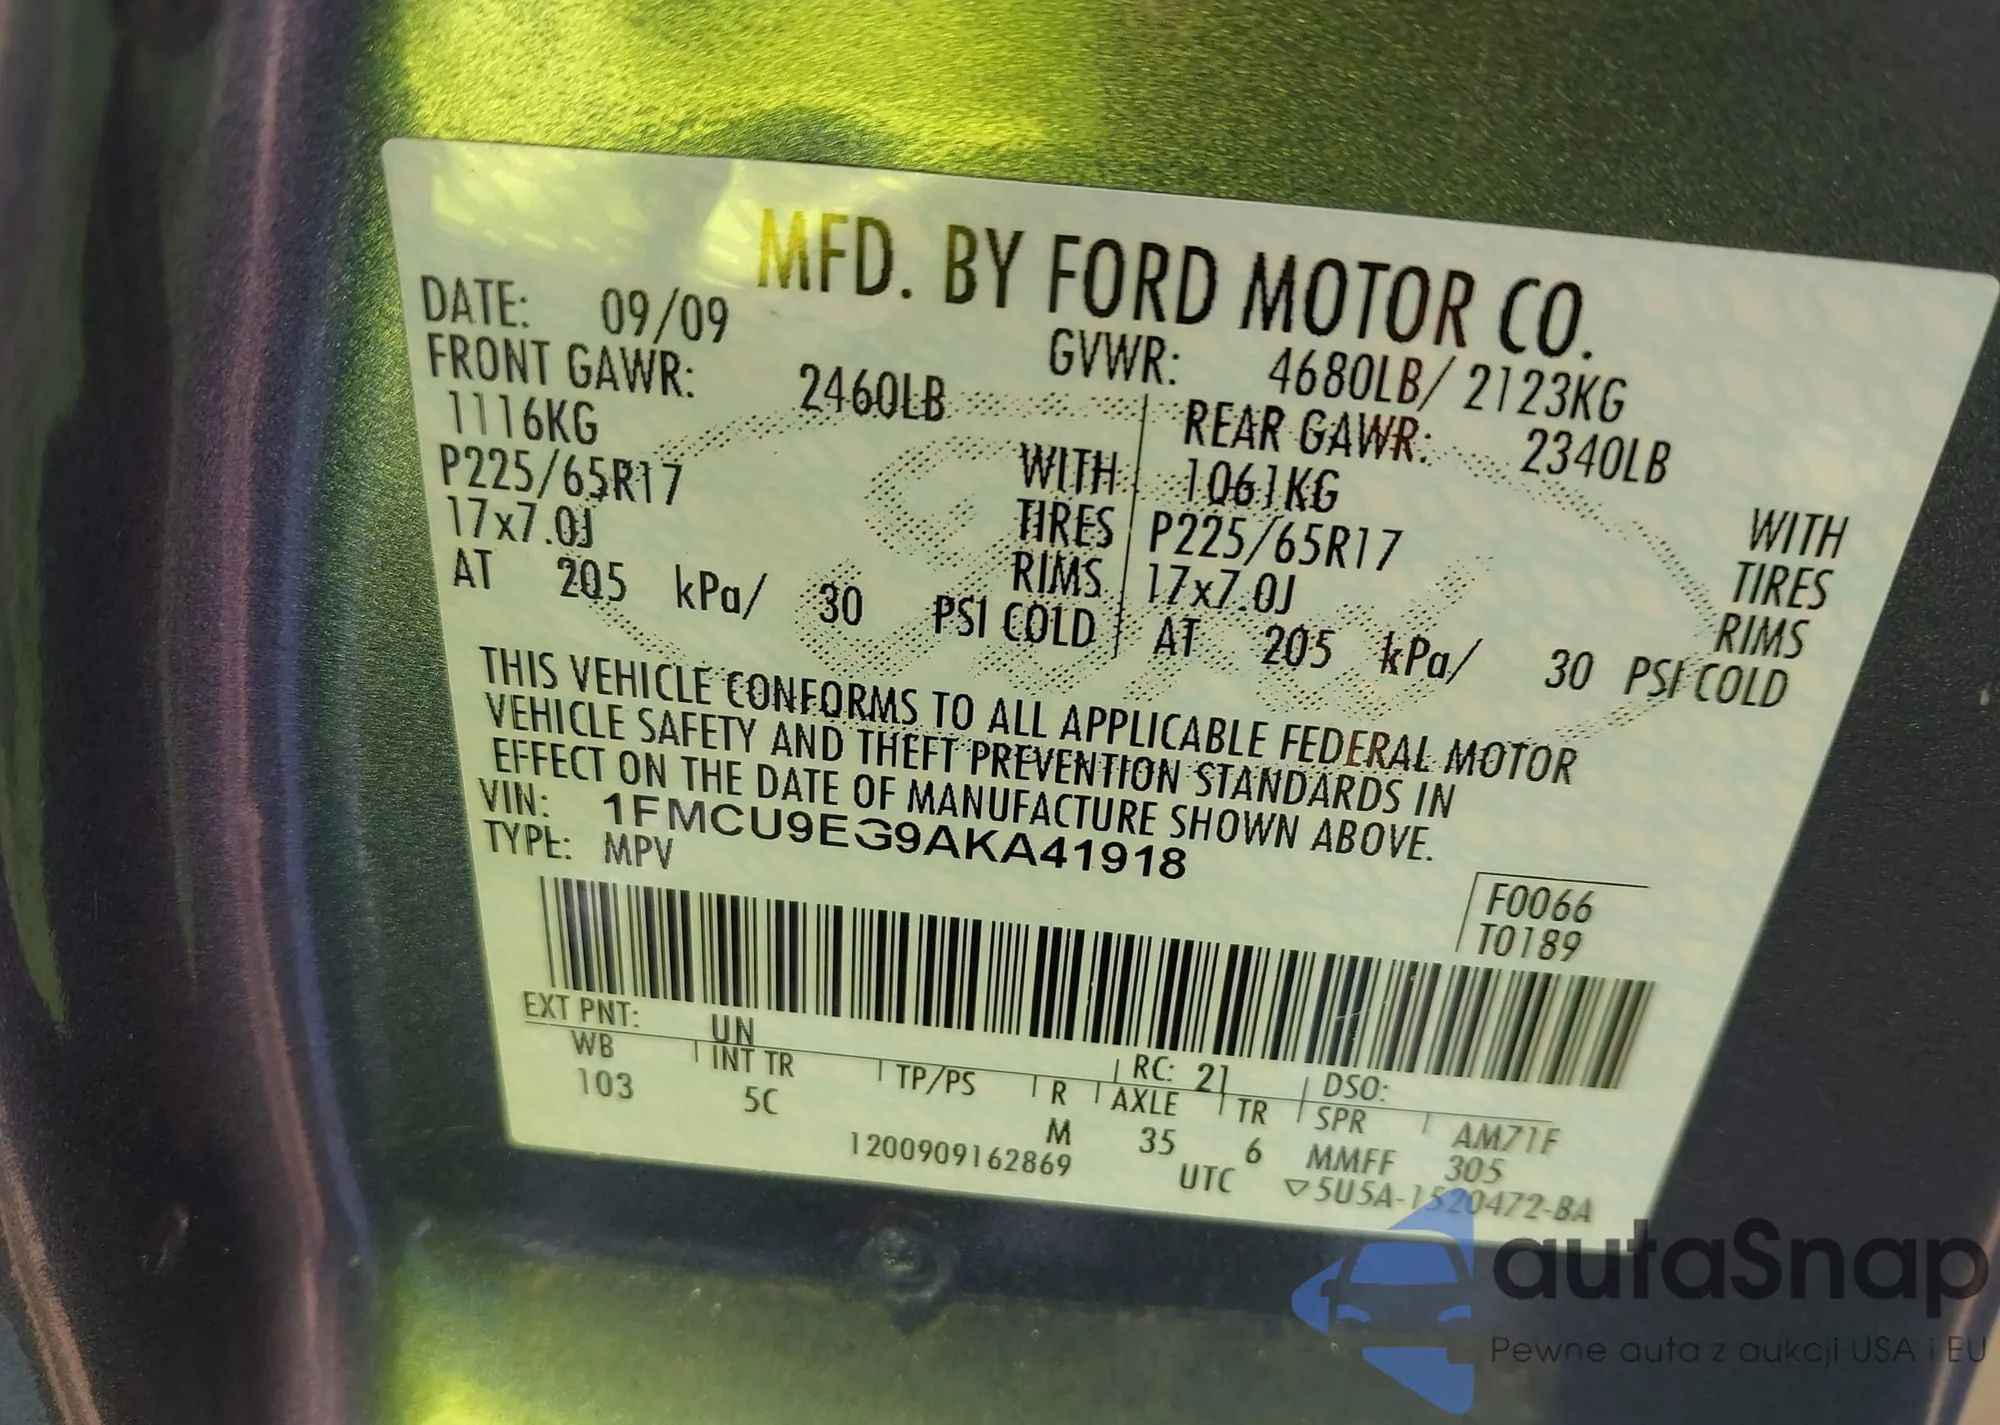 MFD. BY FORD MOTOR CO.
DATE: 09/09 GVWR: 4680LB/ 2123KG
FRONT GAWR: 2460LB REAR GAWR: 2340LB
1116KG WITH 1061KG WITH
P225/65R17 TIRES P225/65R17 TIRES
17x7.0J RIMS 17x7.0J RIMS
AT 205 kPa/ 30 PSI COLD AT 205 kPa/ 30 PSI COLD
THIS VEHICLE CONFORMS TO ALL APPLICABLE FEDERAL MOTOR
VEHICLE SAFETY AND THEFT PREVENTION STANDARDS IN
EFFECT ON THE DATE OF MANUFACTURE SHOWN ABOVE.
VIN: 1FMCU9EG9AKA41918
TYPE: MPV
F0066
T0189
EXT PNT: UN RC: 21 DSO:
WB INT TR TP/PS R AXLE TR SPR AM71F
103 5C M 35 6 MMFF 305
1200909162869 UTC ▽5U5A-1520472-BA
autaSnap
Pewne auta z aukcji USA i EU